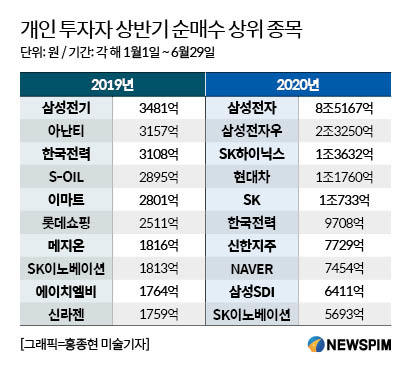 개인 투자자 상반기 순매수 상위 종목
단위: 원 / 기간: 각 해 1월1일 ~ 6월29일
2019년 2020년
삼성전기 3481억 삼성전자 8조5167억
아난티 3157억 삼성전자우 2조3250억
한국전력 3108억 SK하이닉스 1조3632억
S-OIL 2895억 현대차 1조1760억
이마트 2801억 SK 1조733억
롯데쇼핑 2511억 한국전력 9708억
메지온 1816억 신한지주 7729억
SK이노베이션 1813억 NAVER 7454억
에이치엘비 1764억 삼성SDI 6411억
신라젠 1759억 SK이노베이션 5693억
[그래픽=홍종현 미술기자] NEWSPIM